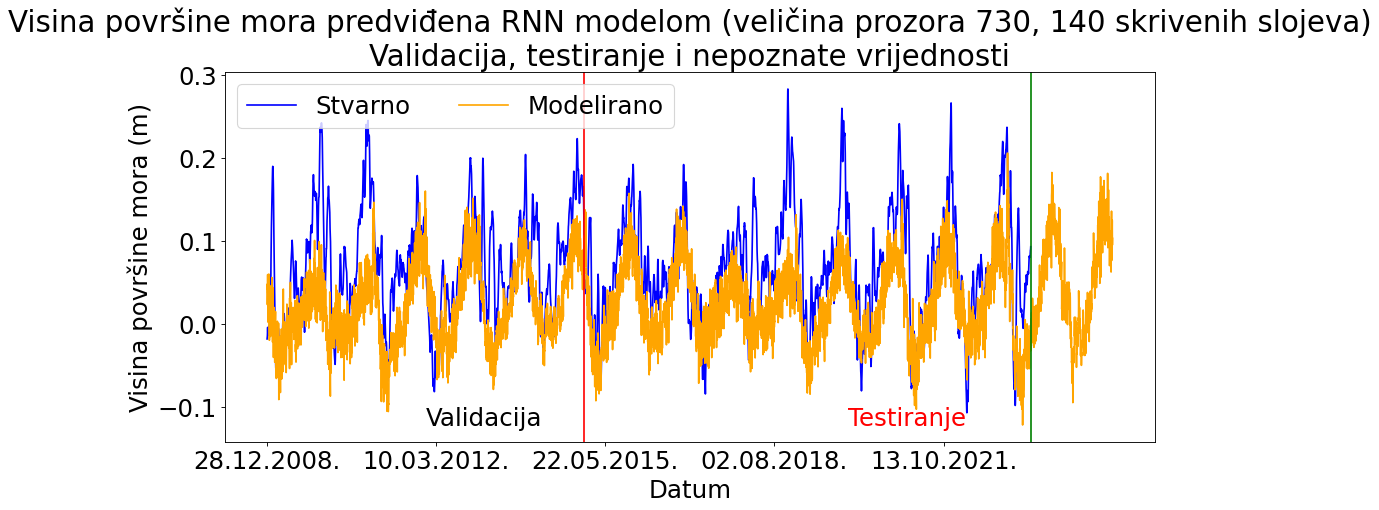 Visina površine mora predviđena RNN modelom (veličina prozora 730, 140 skrivenih slojeva)
Validacija, testiranje i nepoznate vrijednosti
Stvarno
Modelirano
Visina površine mora (m)
0.3
0.2
0.1
0.0
−0.1
Validacija
Testiranje
28.12.2008.
10.03.2012.
22.05.2015.
02.08.2018.
13.10.2021.
Datum